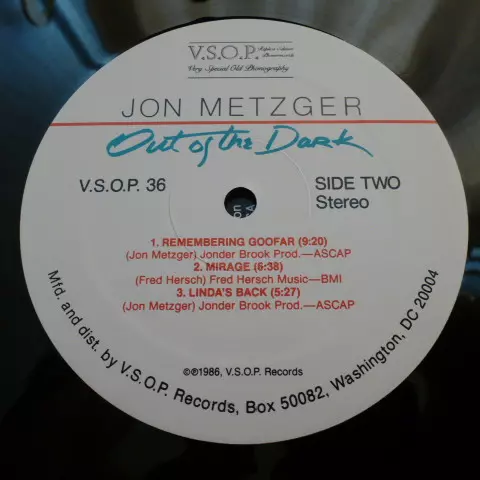 V.S.O.P.
Very Special Old Phonography
JON METZGER
Out of the Dark
V.S.O.P. 36
SIDE TWO
Stereo
1. REMEMBERING GOOFAR (9:20)
(Jon Metzger) Jonder Brook Prod.—ASCAP
2. MIRAGE (6:38)
(Fred Hersch) Fred Hersch Music—BMI
3. LINDA'S BACK (5:27)
(Jon Metzger) Jonder Brook Prod.—ASCAP
©℗1986, V.S.O.P. Records
Mfd. and dist. by V.S.O.P. Records, Box 50082, Washington, DC 20004